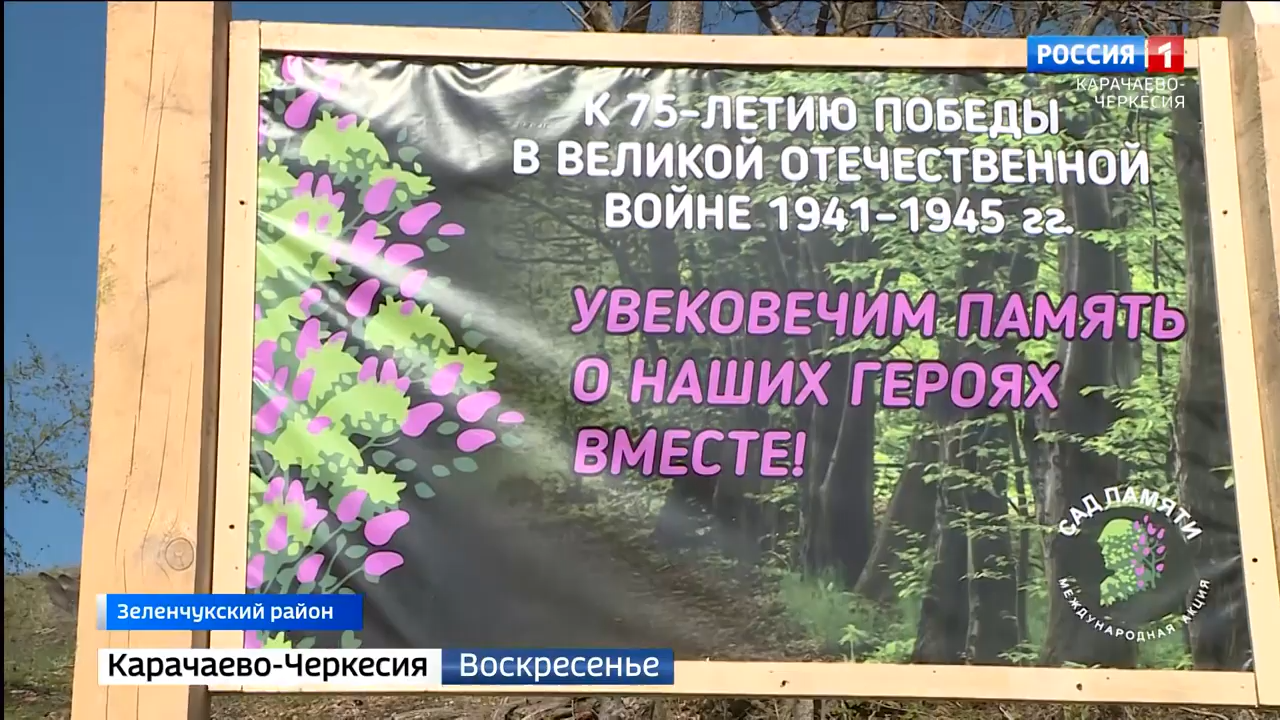 РОССИЯ 1
КАРАЧАЕВО-
ЧЕРКЕСИЯ
К 75-ЛЕТИЮ ПОБЕДЫ
В ВЕЛИКОЙ ОТЕЧЕСТВЕННОЙ
ВОЙНЕ 1941-1945 гг.
УВЕКОВЕЧИМ ПАМЯТЬ
О НАШИХ ГЕРОЯХ
ВМЕСТЕ!
САД ПАМЯТИ
МЕЖДУНАРОДНАЯ АКЦИЯ
Зеленчукский район
Карачаево-Черкесия Воскресенье